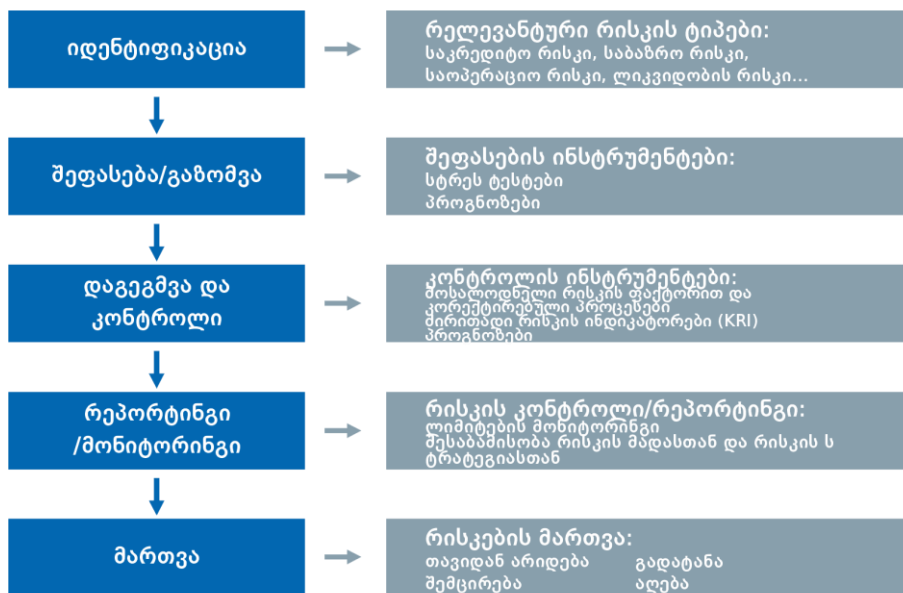 იდენტიფიკაცია
რელევანტური რისკის ტიპები:
საკრედიტო რისკი, საბაზრო რისკი,
საოპერაციო რისკი, ლიკვიდობის რისკი...
შეფასება/გაზომვა
შეფასების ინსტრუმენტები:
სტრეს ტესტები
პროგნოზები
დაგეგმვა და
კონტროლი
კონტროლის ინსტრუმენტები:
მოსალოდნელი რისკის ფაქტორით და
კორექტირებული პროცესები
ძირითადი რისკის ინდიკატორები (KRI)
პროგნოზები
რეპორტინგი
/მონიტორინგი
რისკის კონტროლი/რეპორტინგი:
ლიმიტების მონიტორინგი
შესაბამისობა რისკის მადასთან და რისკის ს
ტრატეგიასთან
მართვა
რისკების მართვა:
თავიდან არიდება გადატანა
შემცირება აღება